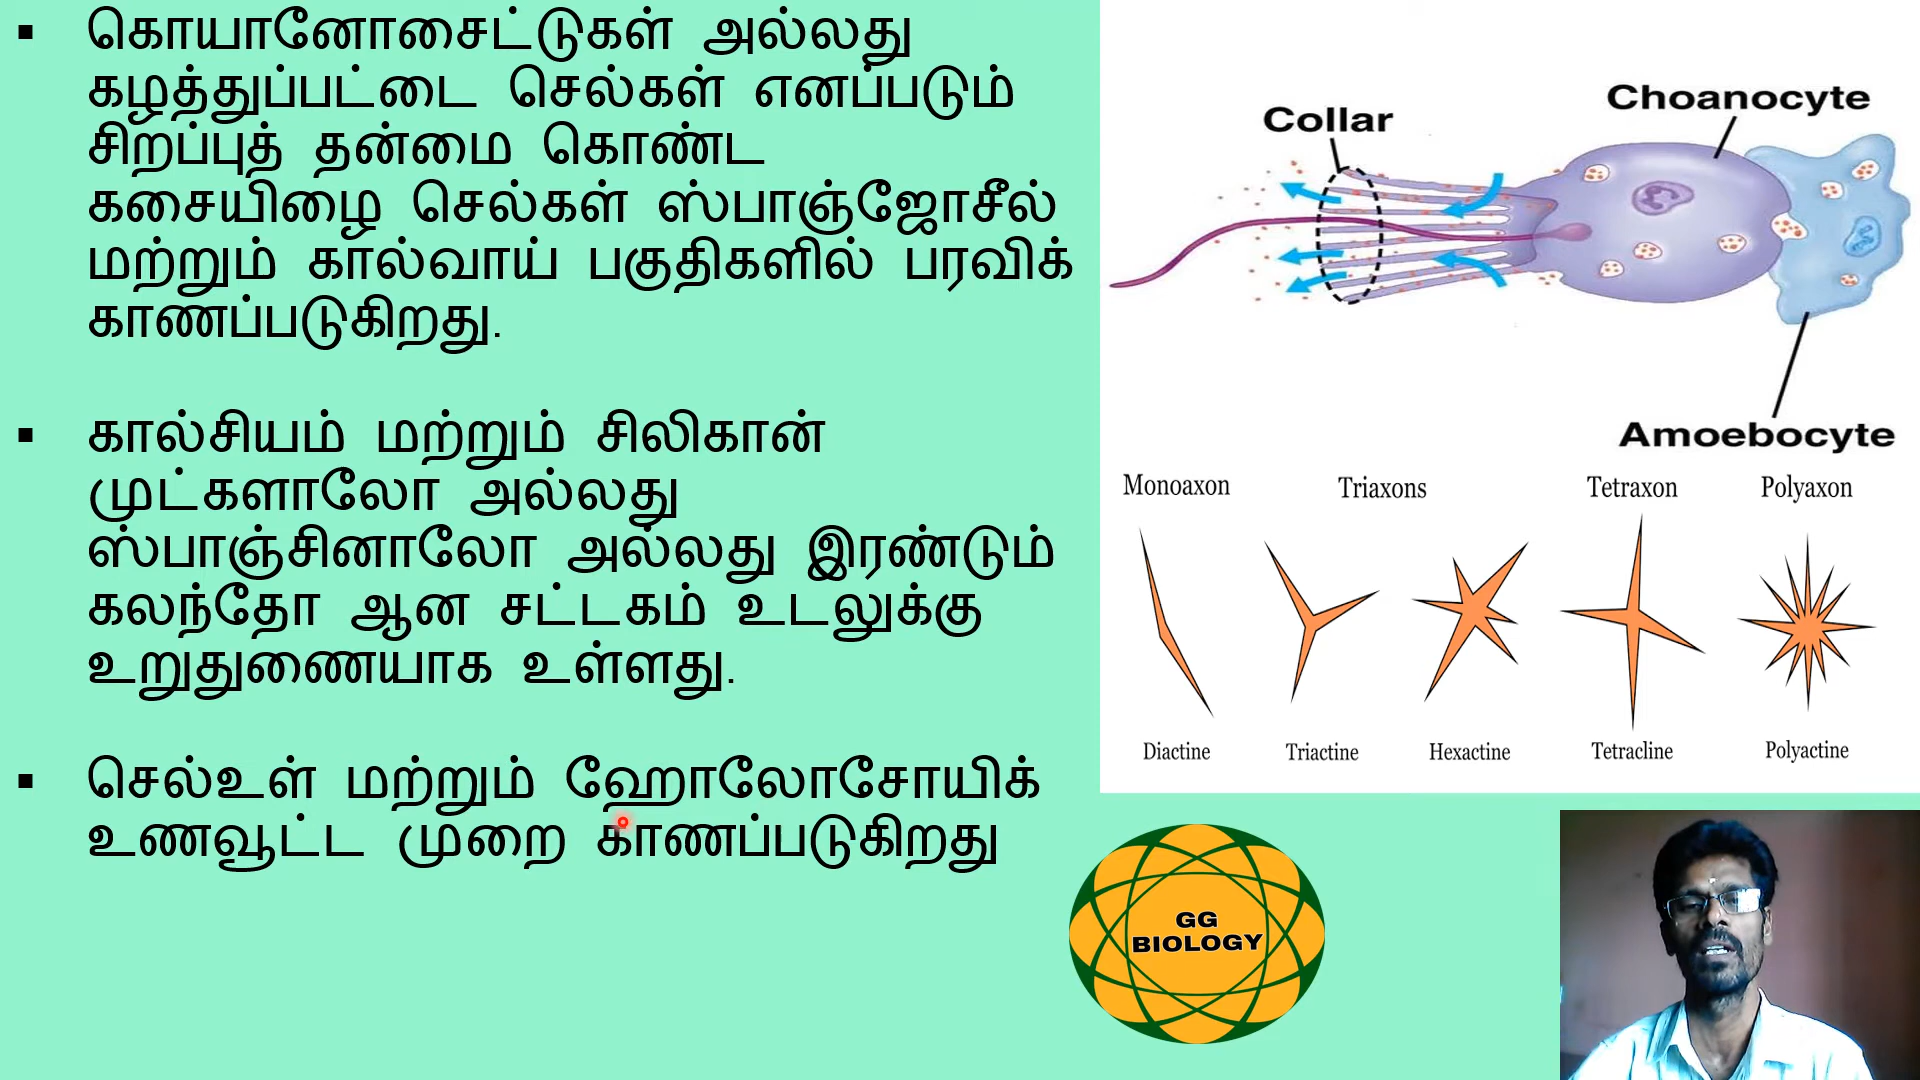 ▪ கொயானோசைட்டுகள் அல்லது
கழத்துப்பட்டை செல்கள் எனப்படும்
சிறப்புத் தன்மை கொண்ட
கசையிழை செல்கள் ஸ்பாஞ்ஜோசீல்
மற்றும் கால்வாய் பகுதிகளில் பரவிக்
காணப்படுகிறது.
▪ கால்சியம் மற்றும் சிலிகான்
முட்களாலோ அல்லது
ஸ்பாஞ்சினாலோ அல்லது இரண்டும்
கலந்தோ ஆன சட்டகம் உடலுக்கு
உறுதுணையாக உள்ளது.
▪ செல்உள் மற்றும் ஹோலோசோயிக்
உணவூட்ட முறை காணப்படுகிறது
Choanocyte
Collar
Amoebocyte
Monoaxon Triaxons Tetraxon Polyaxon
Diactine Triactine Hexactine Tetracline Polyactine
GG
BIOLOGY